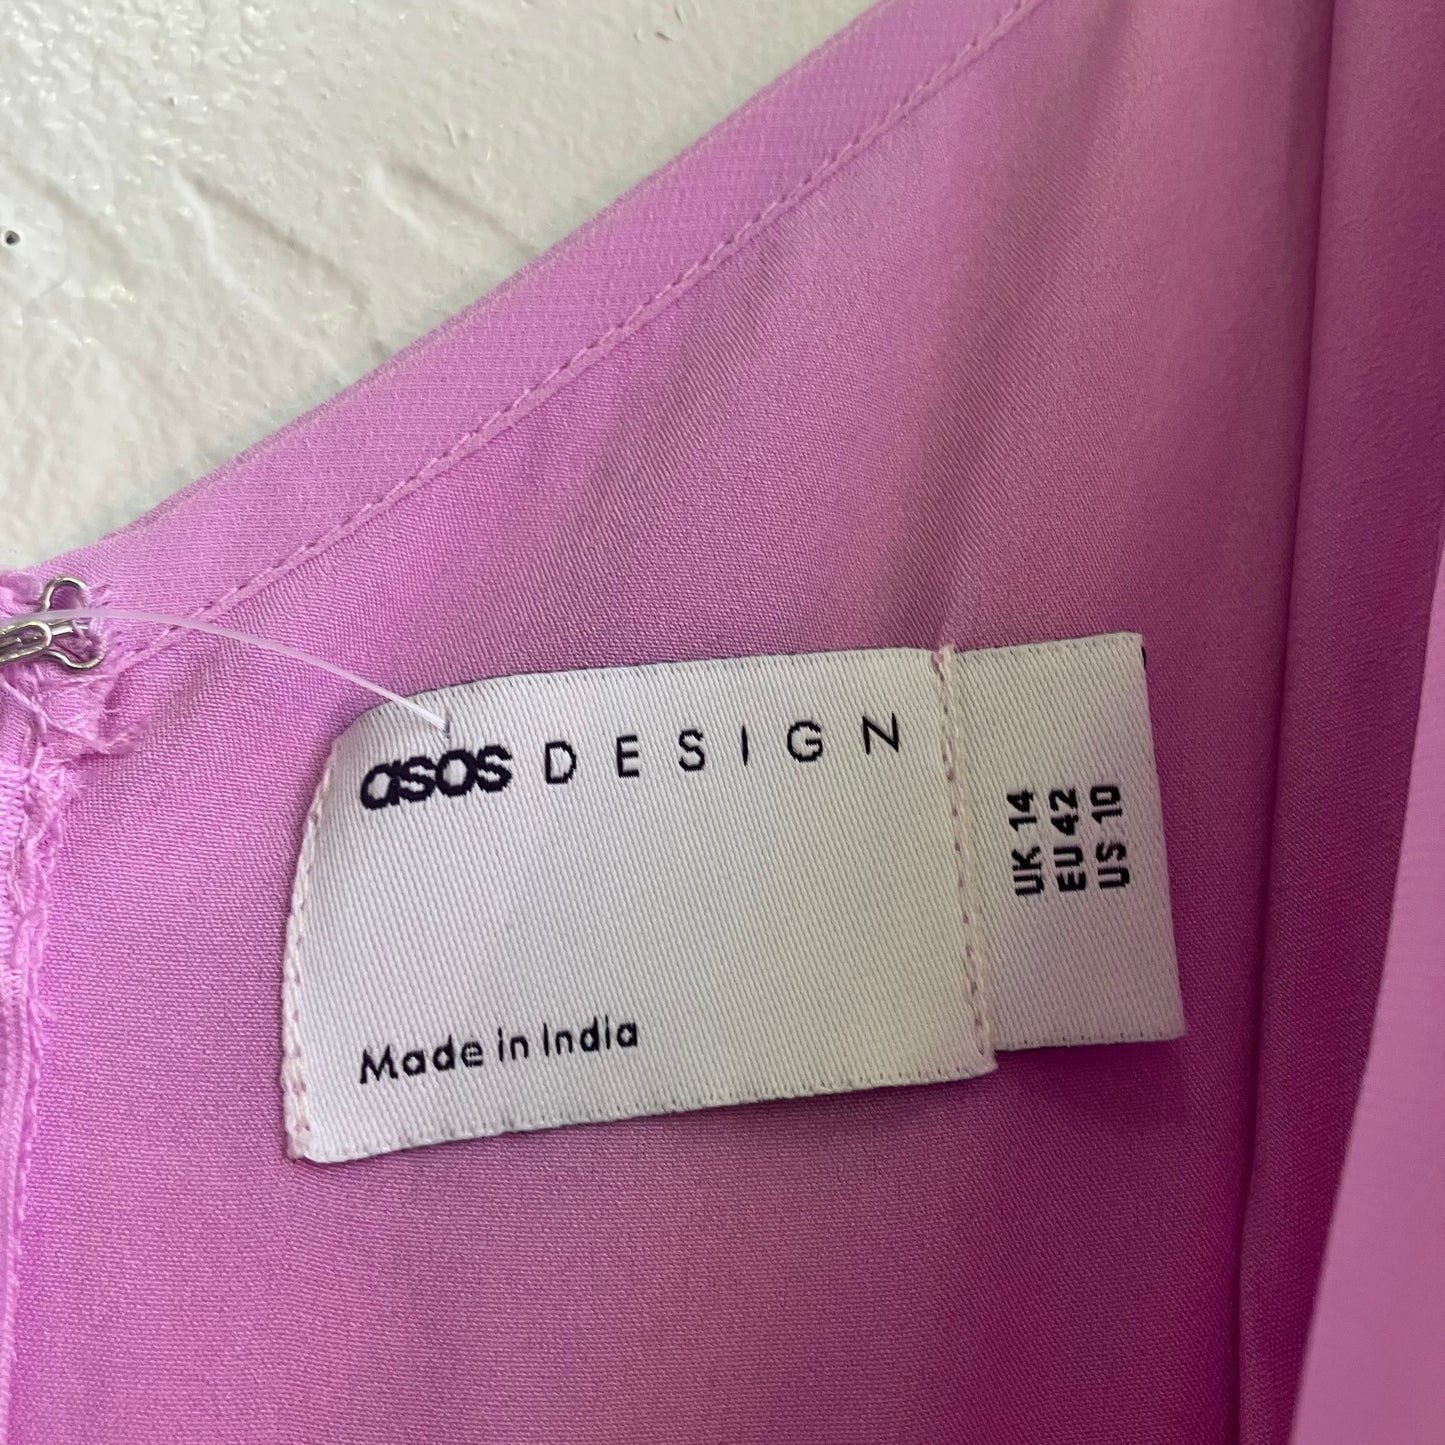 asos DESIGN
Made in India
UK 14
EU 42
US 10